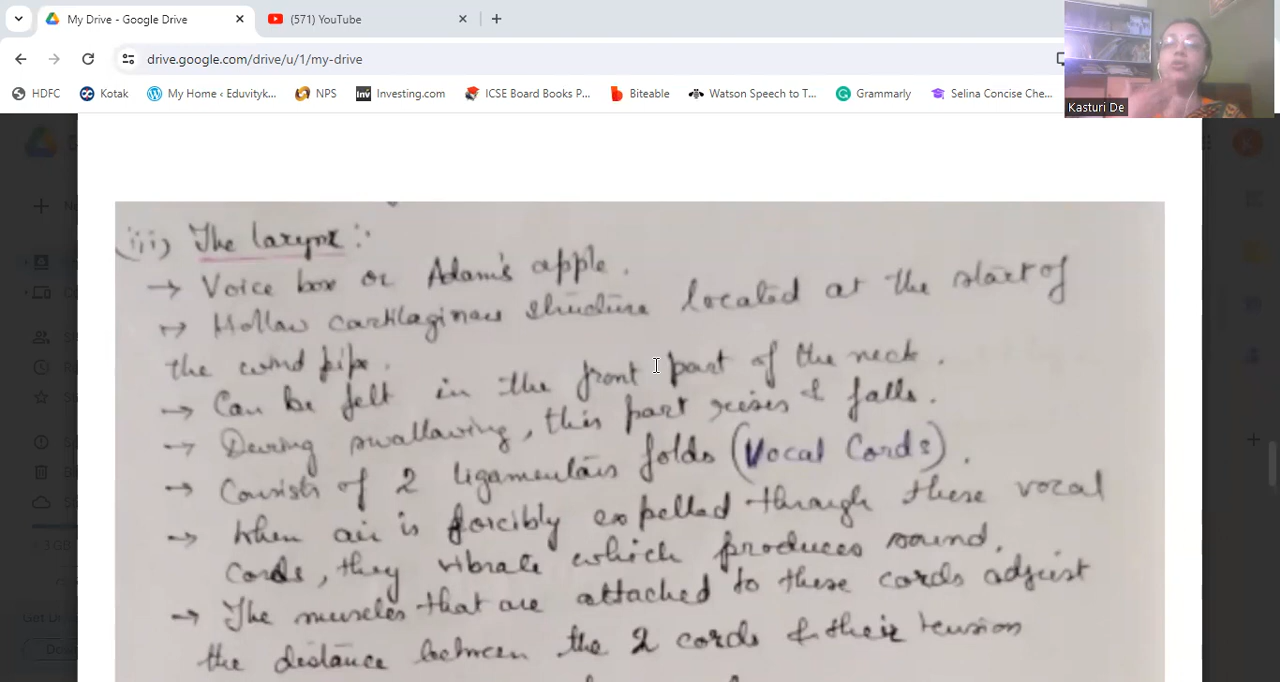 My Drive - Google Drive
(571) YouTube
drive.google.com/drive/u/1/my-drive
HDFC Kotak My Home ‹ Eduvityk... NPS Investing.com ICSE Board Books P... Biteable Watson Speech to T... Grammarly Selina Concise Che...
Kasturi De
(iii) The larynx :-
→ Voice box or Adam's apple.
→ Hollow cartilaginous structure located at the start of
the wind pipe.
→ Can be felt in the front part of the neck.
→ During swallowing, this part rises & falls.
→ Consists of 2 ligamentous folds (Vocal Cords).
→ When air is forcibly expelled through these vocal
cords, they vibrate which produces sound.
→ The muscles that are attached to these cords adjust
the distance between the 2 cords & their tension